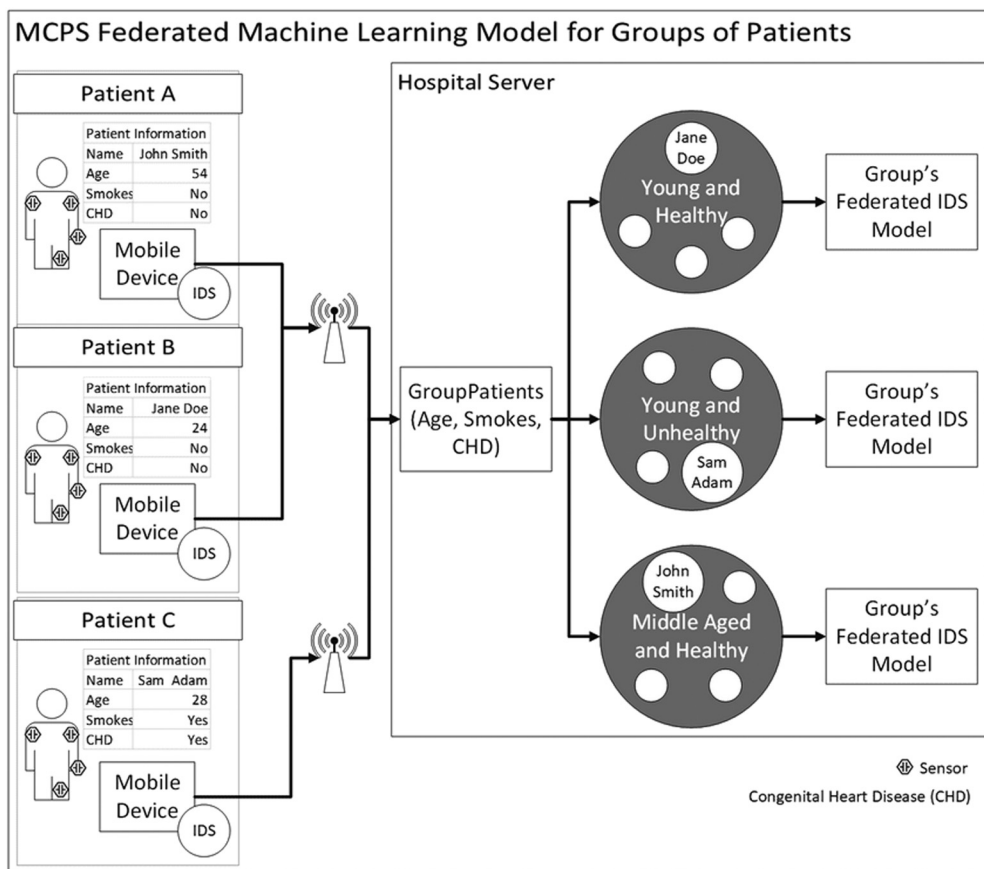 MCPS Federated Machine Learning Model for Groups of Patients
Patient A
Patient Information
Name John Smith
Age 54
Smokes No
CHD No
Mobile
Device
IDS
Patient B
Patient Information
Name Jane Doe
Age 24
Smokes No
CHD No
Mobile
Device
IDS
Patient C
Patient Information
Name Sam Adam
Age 28
Smokes Yes
CHD Yes
Mobile
Device
IDS
Hospital Server
GroupPatients
(Age, Smokes,
CHD)
Jane
Doe
Young and
Healthy
Group's
Federated IDS
Model
Young and
Unhealthy
Sam
Adam
Group's
Federated IDS
Model
John
Smith
Middle Aged
and Healthy
Group's
Federated IDS
Model
Sensor
Congenital Heart Disease (CHD)